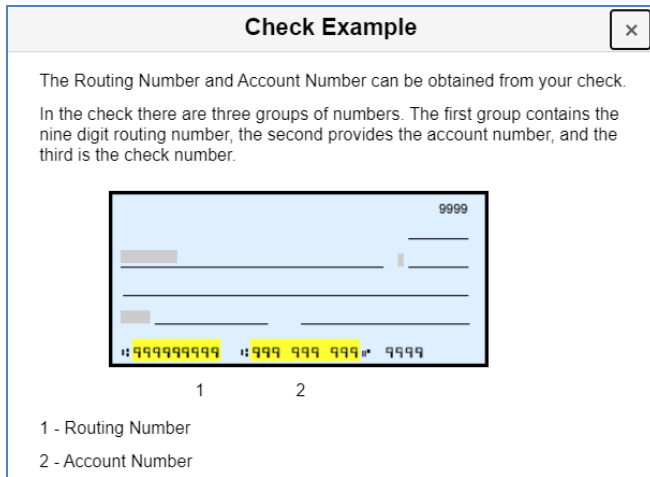 Check Example
×
The Routing Number and Account Number can be obtained from your check.
In the check there are three groups of numbers. The first group contains the
nine digit routing number, the second provides the account number, and the
third is the check number.
9999
⑆999999999 ⑆999 999 999⑈ 9999
1 2
1 - Routing Number
2 - Account Number